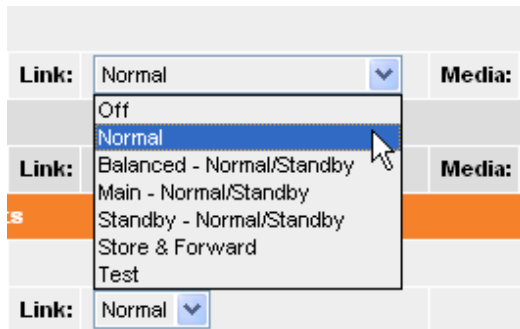 Link: Normal Media:
Off
Normal
Link: Balanced - Normal/Standby Media:
Main - Normal/Standby
s Standby - Normal/Standby
Store & Forward
Test
Link: Normal